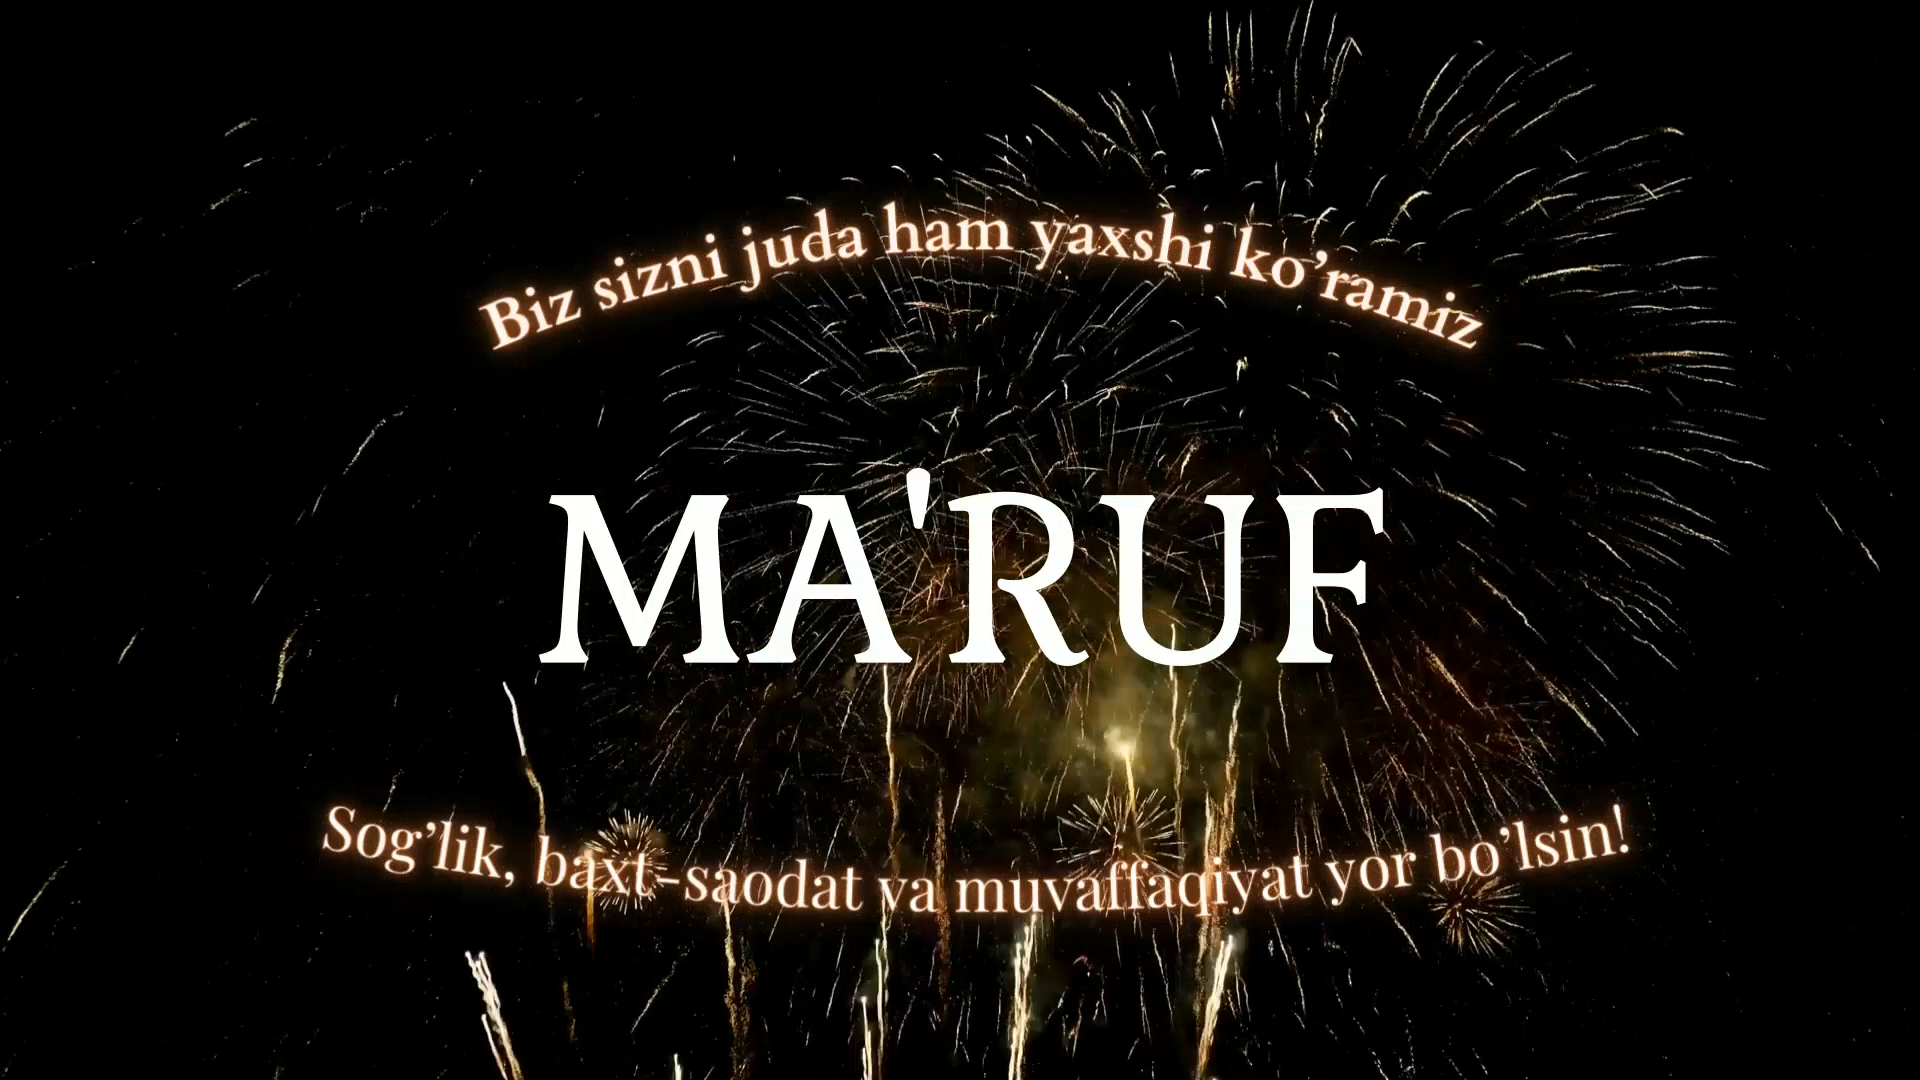 Biz sizni juda ham yaxshi ko’ramiz
MA'RUF
Sog’lik, baxt-saodat va muvaffaqiyat yor bo’lsin!